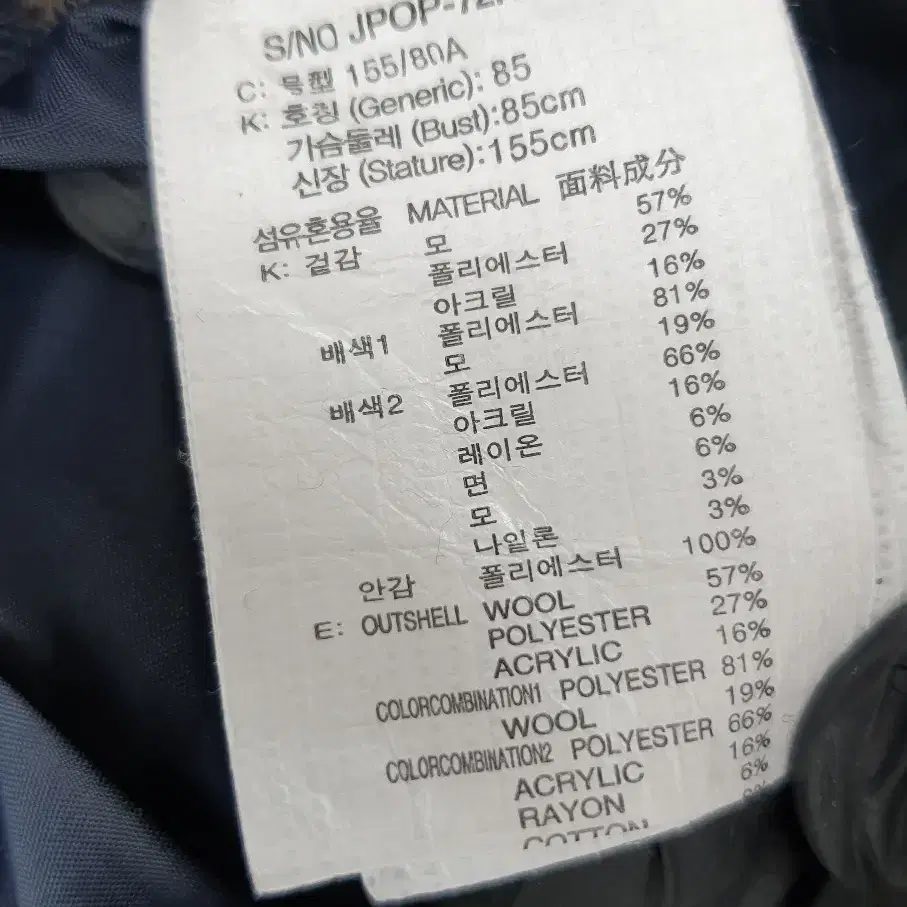 S/NO JPOP-72
C: 号型 155/80A
K: 호칭 (Generic): 85
가슴둘레 (Bust):85cm
신장 (Stature):155cm
섬유혼용율 MATERIAL 面料成分
K: 겉감 모 57%
폴리에스터 27%
아크릴 16%
배색1 폴리에스터 81%
모 19%
배색2 폴리에스터 66%
아크릴 16%
레이온 6%
면 6%
모 3%
나일론 3%
안감 폴리에스터 100%
E: OUTSHELL WOOL 57%
POLYESTER 27%
ACRYLIC 16%
COLORCOMBINATION1 POLYESTER 81%
WOOL 19%
COLORCOMBINATION2 POLYESTER 66%
ACRYLIC 16%
RAYON 6%
COTTON